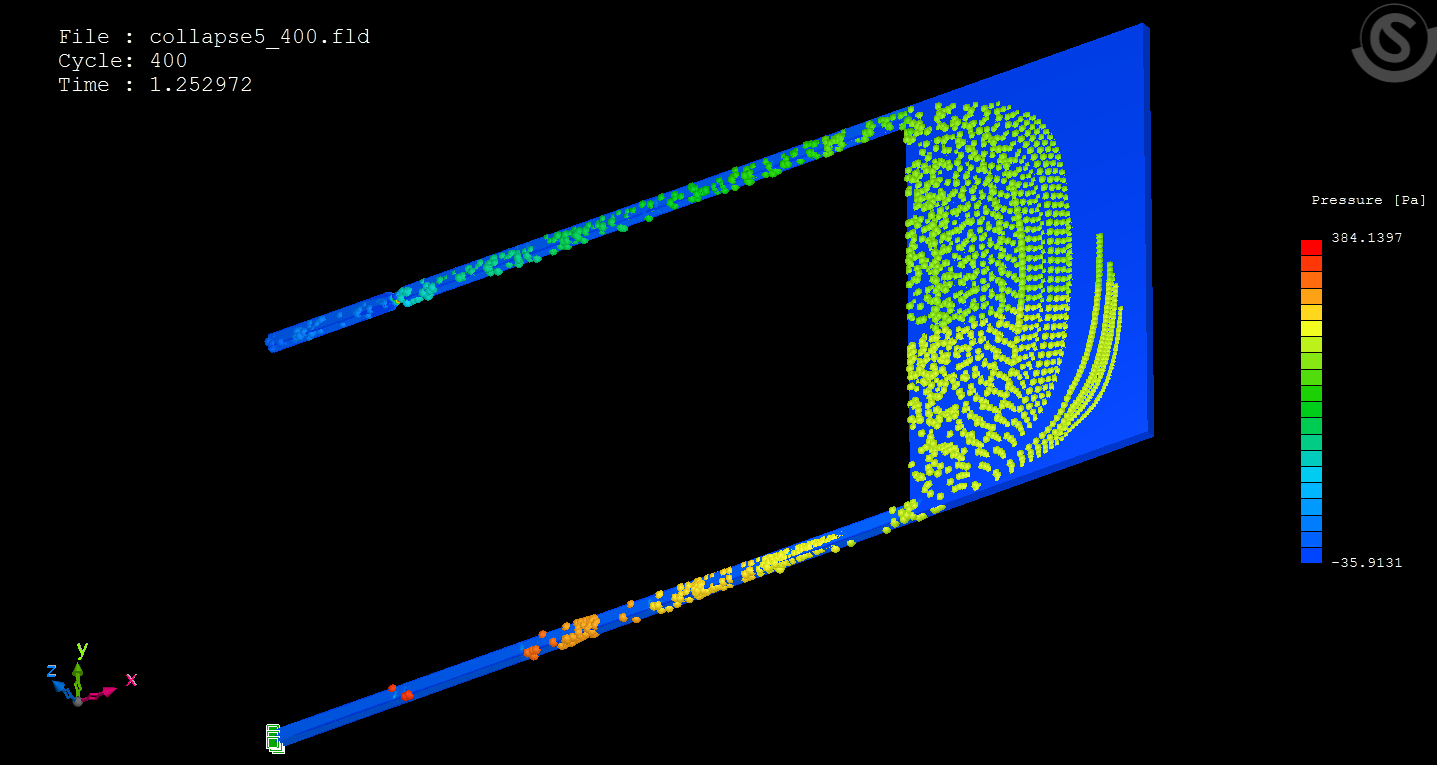 File : collapse5_400.fld
Cycle: 400
Time : 1.252972
Pressure [Pa]
384.1397
-35.9131
y
z
x